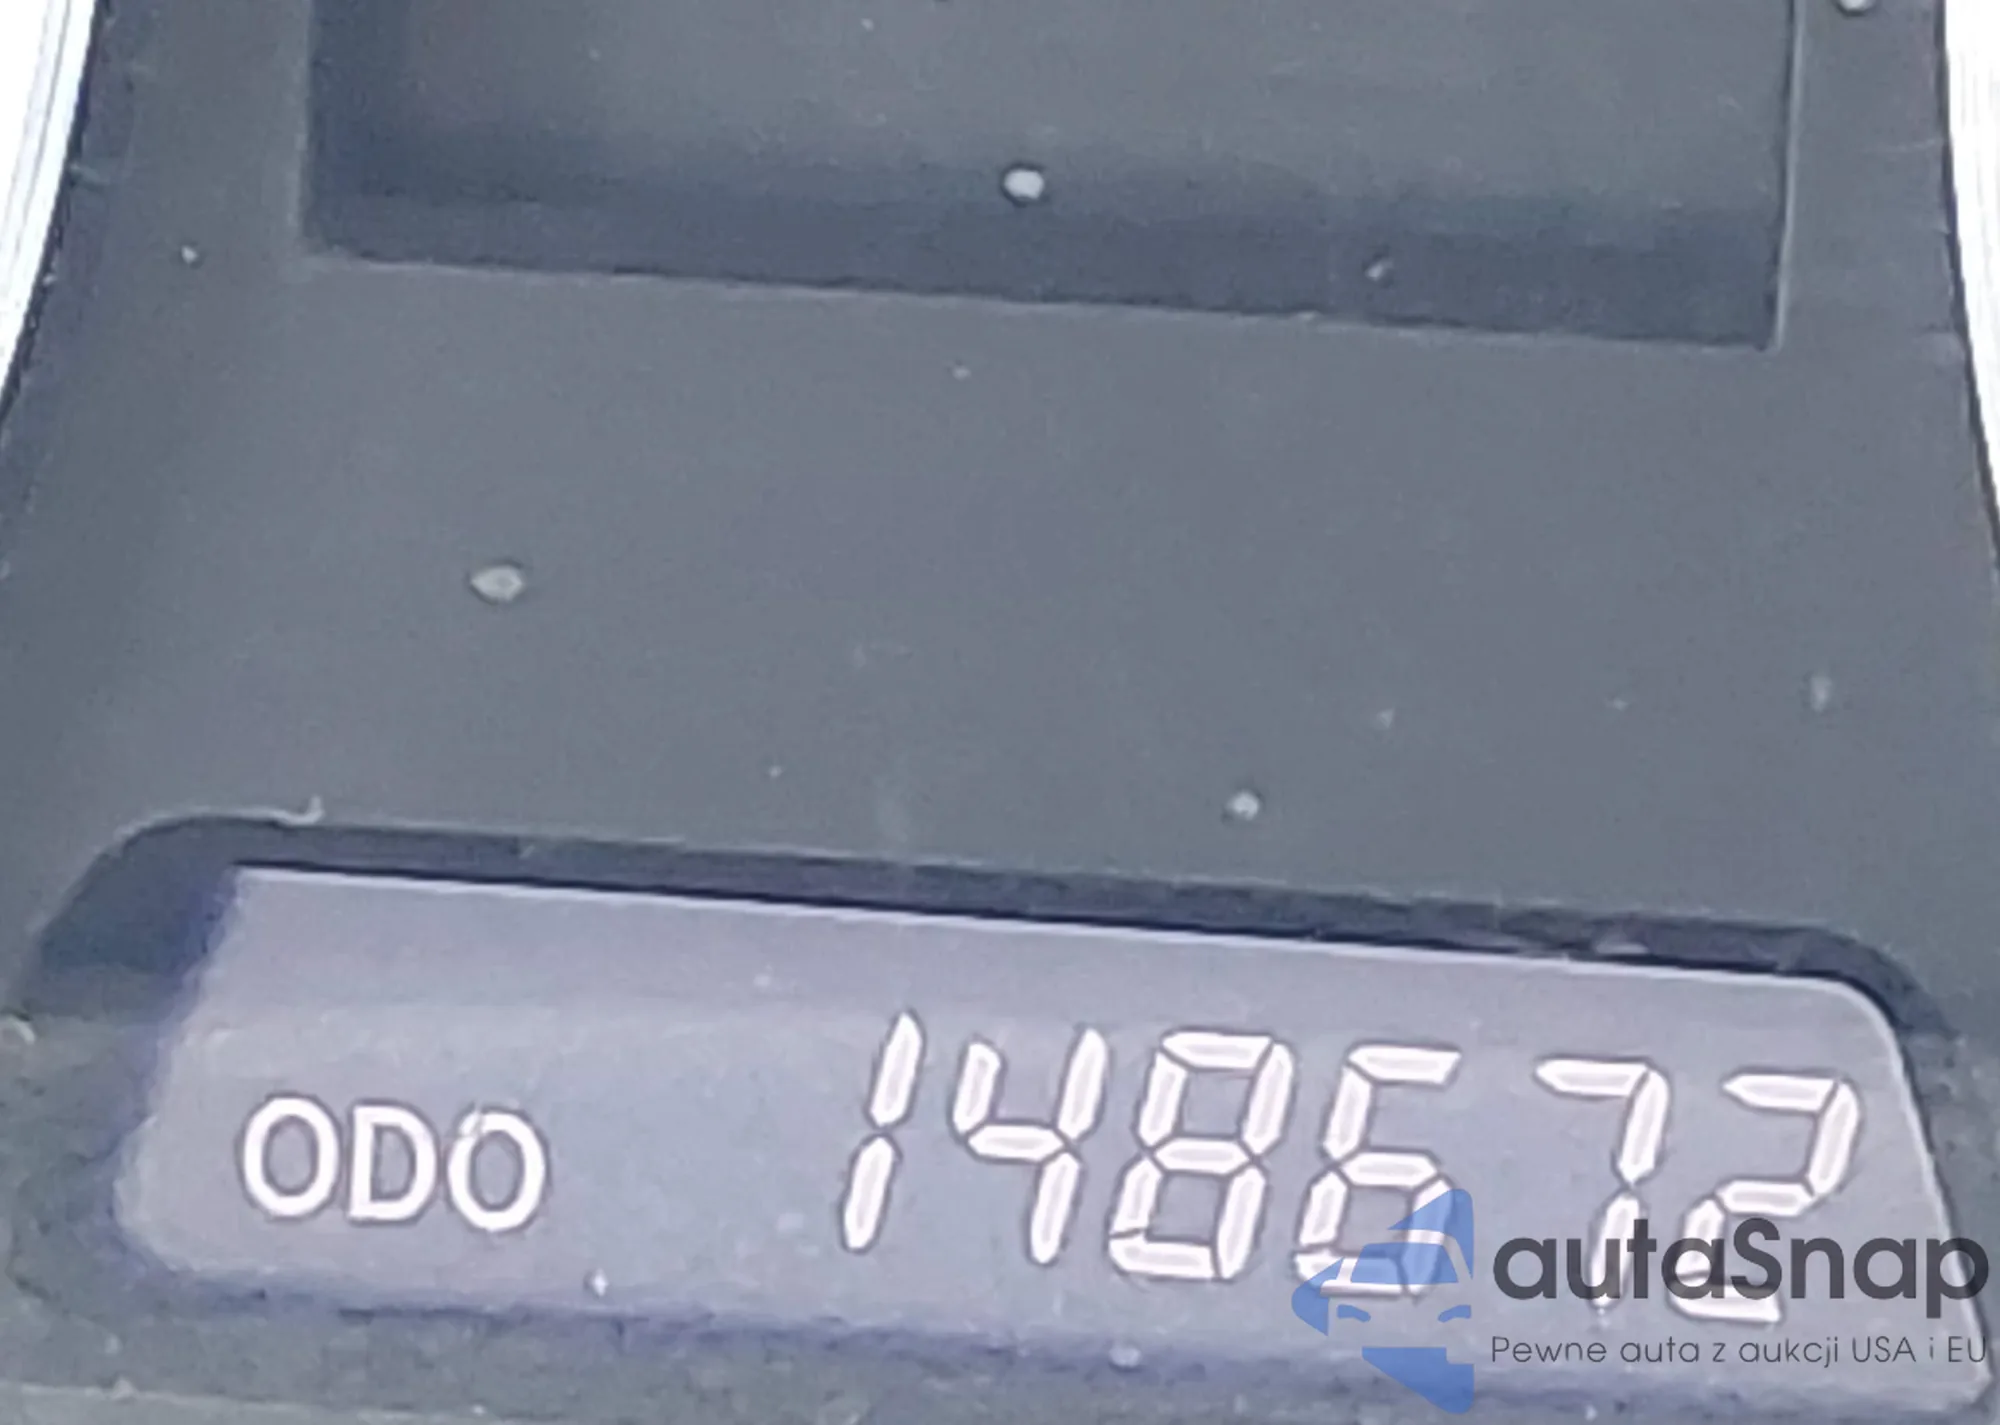 ODO 148672
autaSnap
Pewne auta z aukcji USA i EU